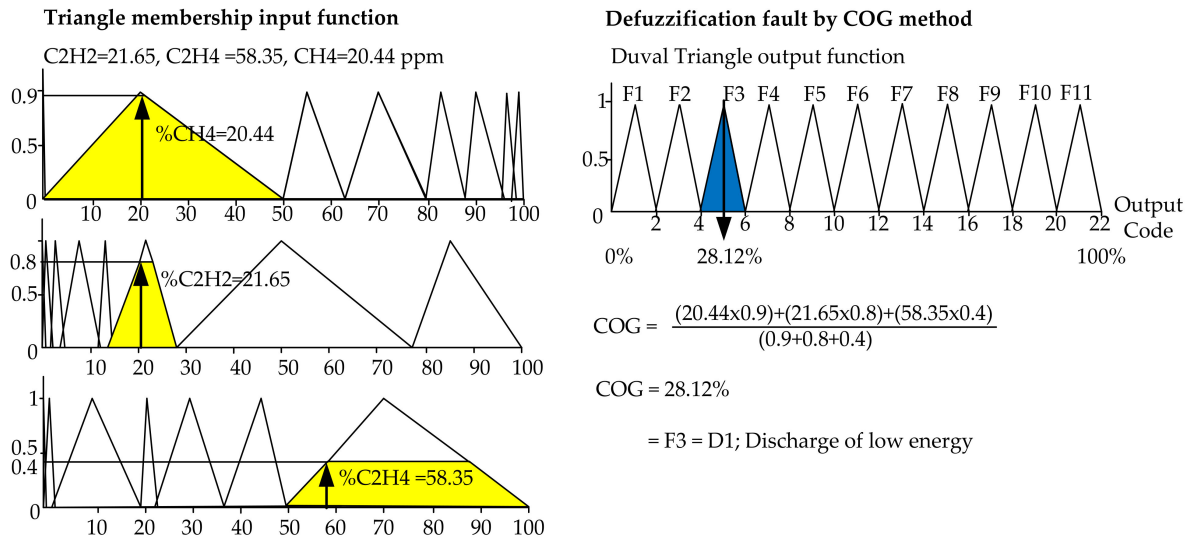 Triangle membership input function
C2H2=21.65, C2H4 =58.35, CH4=20.44 ppm
0.9
0.5
0
%CH4=20.44
10 20 30 40 50 60 70 80 90 100
0.8
0.5
0
%C2H2=21.65
10 20 30 40 50 60 70 80 90 100
1
0.5
0.4
0
%C2H4 =58.35
10 20 30 40 50 60 70 80 90 100
Defuzzification fault by COG method
Duval Triangle output function
F1 F2 F3 F4 F5 F6 F7 F8 F9 F10 F11
1
0.5
0
2 4 6 8 10 12 14 16 18 20 22
Output
Code
0% 28.12% 100%
COG = (20.44x0.9)+(21.65x0.8)+(58.35x0.4)
(0.9+0.8+0.4)
COG = 28.12%
= F3 = D1; Discharge of low energy